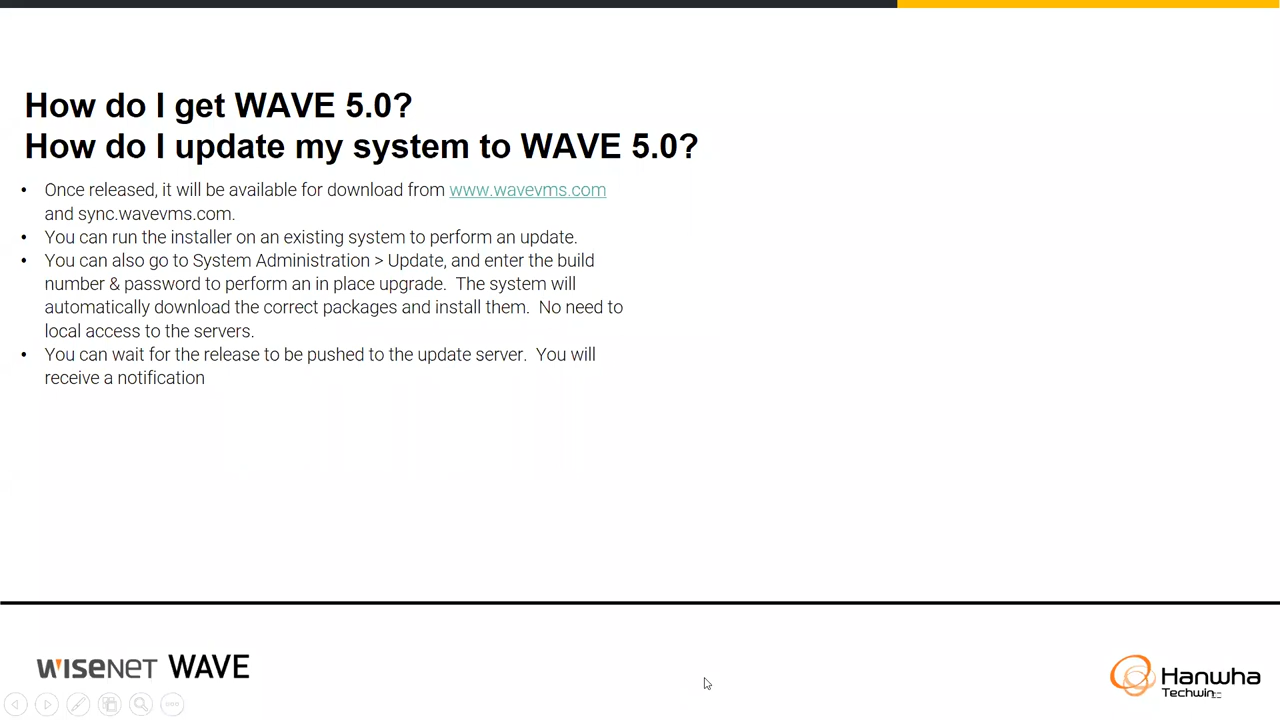 How do I get WAVE 5.0?
How do I update my system to WAVE 5.0?
• Once released, it will be available for download from www.wavevms.com
and sync.wavevms.com.
• You can run the installer on an existing system to perform an update.
• You can also go to System Administration > Update, and enter the build
number & password to perform an in place upgrade.  The system will
automatically download the correct packages and install them.  No need to
local access to the servers.
• You can wait for the release to be pushed to the update server.  You will
receive a notification
WISENET WAVE
Hanwha
Techwin